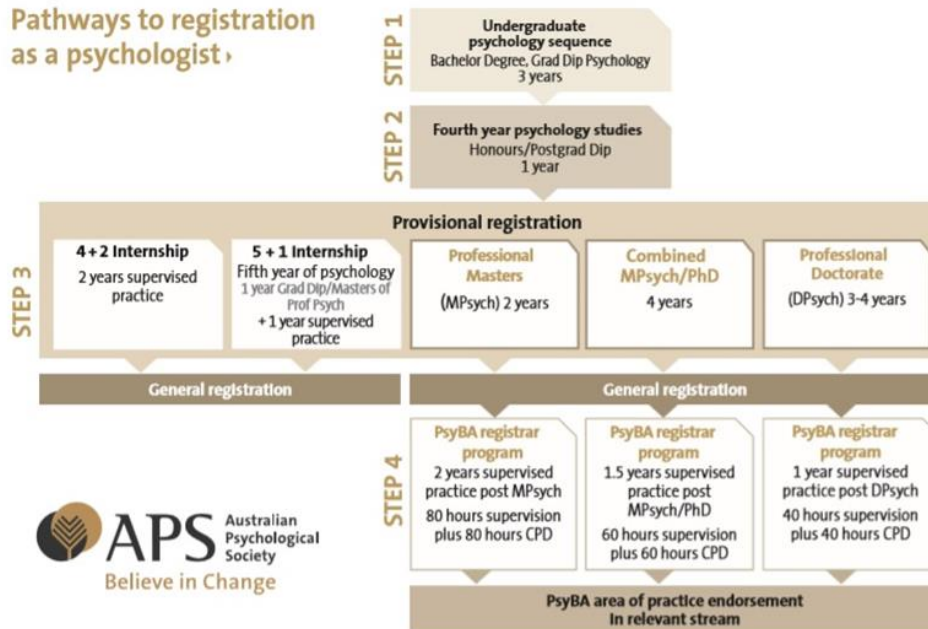 Pathways to registration
as a psychologist ›
STEP 1
Undergraduate
psychology sequence
Bachelor Degree, Grad Dip Psychology
3 years
STEP 2
Fourth year psychology studies
Honours/Postgrad Dip
1 year
STEP 3
Provisional registration
4 + 2 Internship
2 years supervised
practice
5 + 1 Internship
Fifth year of psychology
1 year Grad Dip/Masters of
Prof Psych
+ 1 year supervised
practice
Professional
Masters
(MPsych) 2 years
Combined
MPsych/PhD
4 years
Professional
Doctorate
(DPsych) 3-4 years
General registration
General registration
STEP 4
PsyBA registrar
program
2 years supervised
practice post MPsych
80 hours supervision
plus 80 hours CPD
PsyBA registrar
program
1.5 years supervised
practice post
MPsych/PhD
60 hours supervision
plus 60 hours CPD
PsyBA registrar
program
1 year supervised
practice post DPsych
40 hours supervision
plus 40 hours CPD
PsyBA area of practice endorsement
in relevant stream
APS
Australian
Psychological
Society
Believe in Change